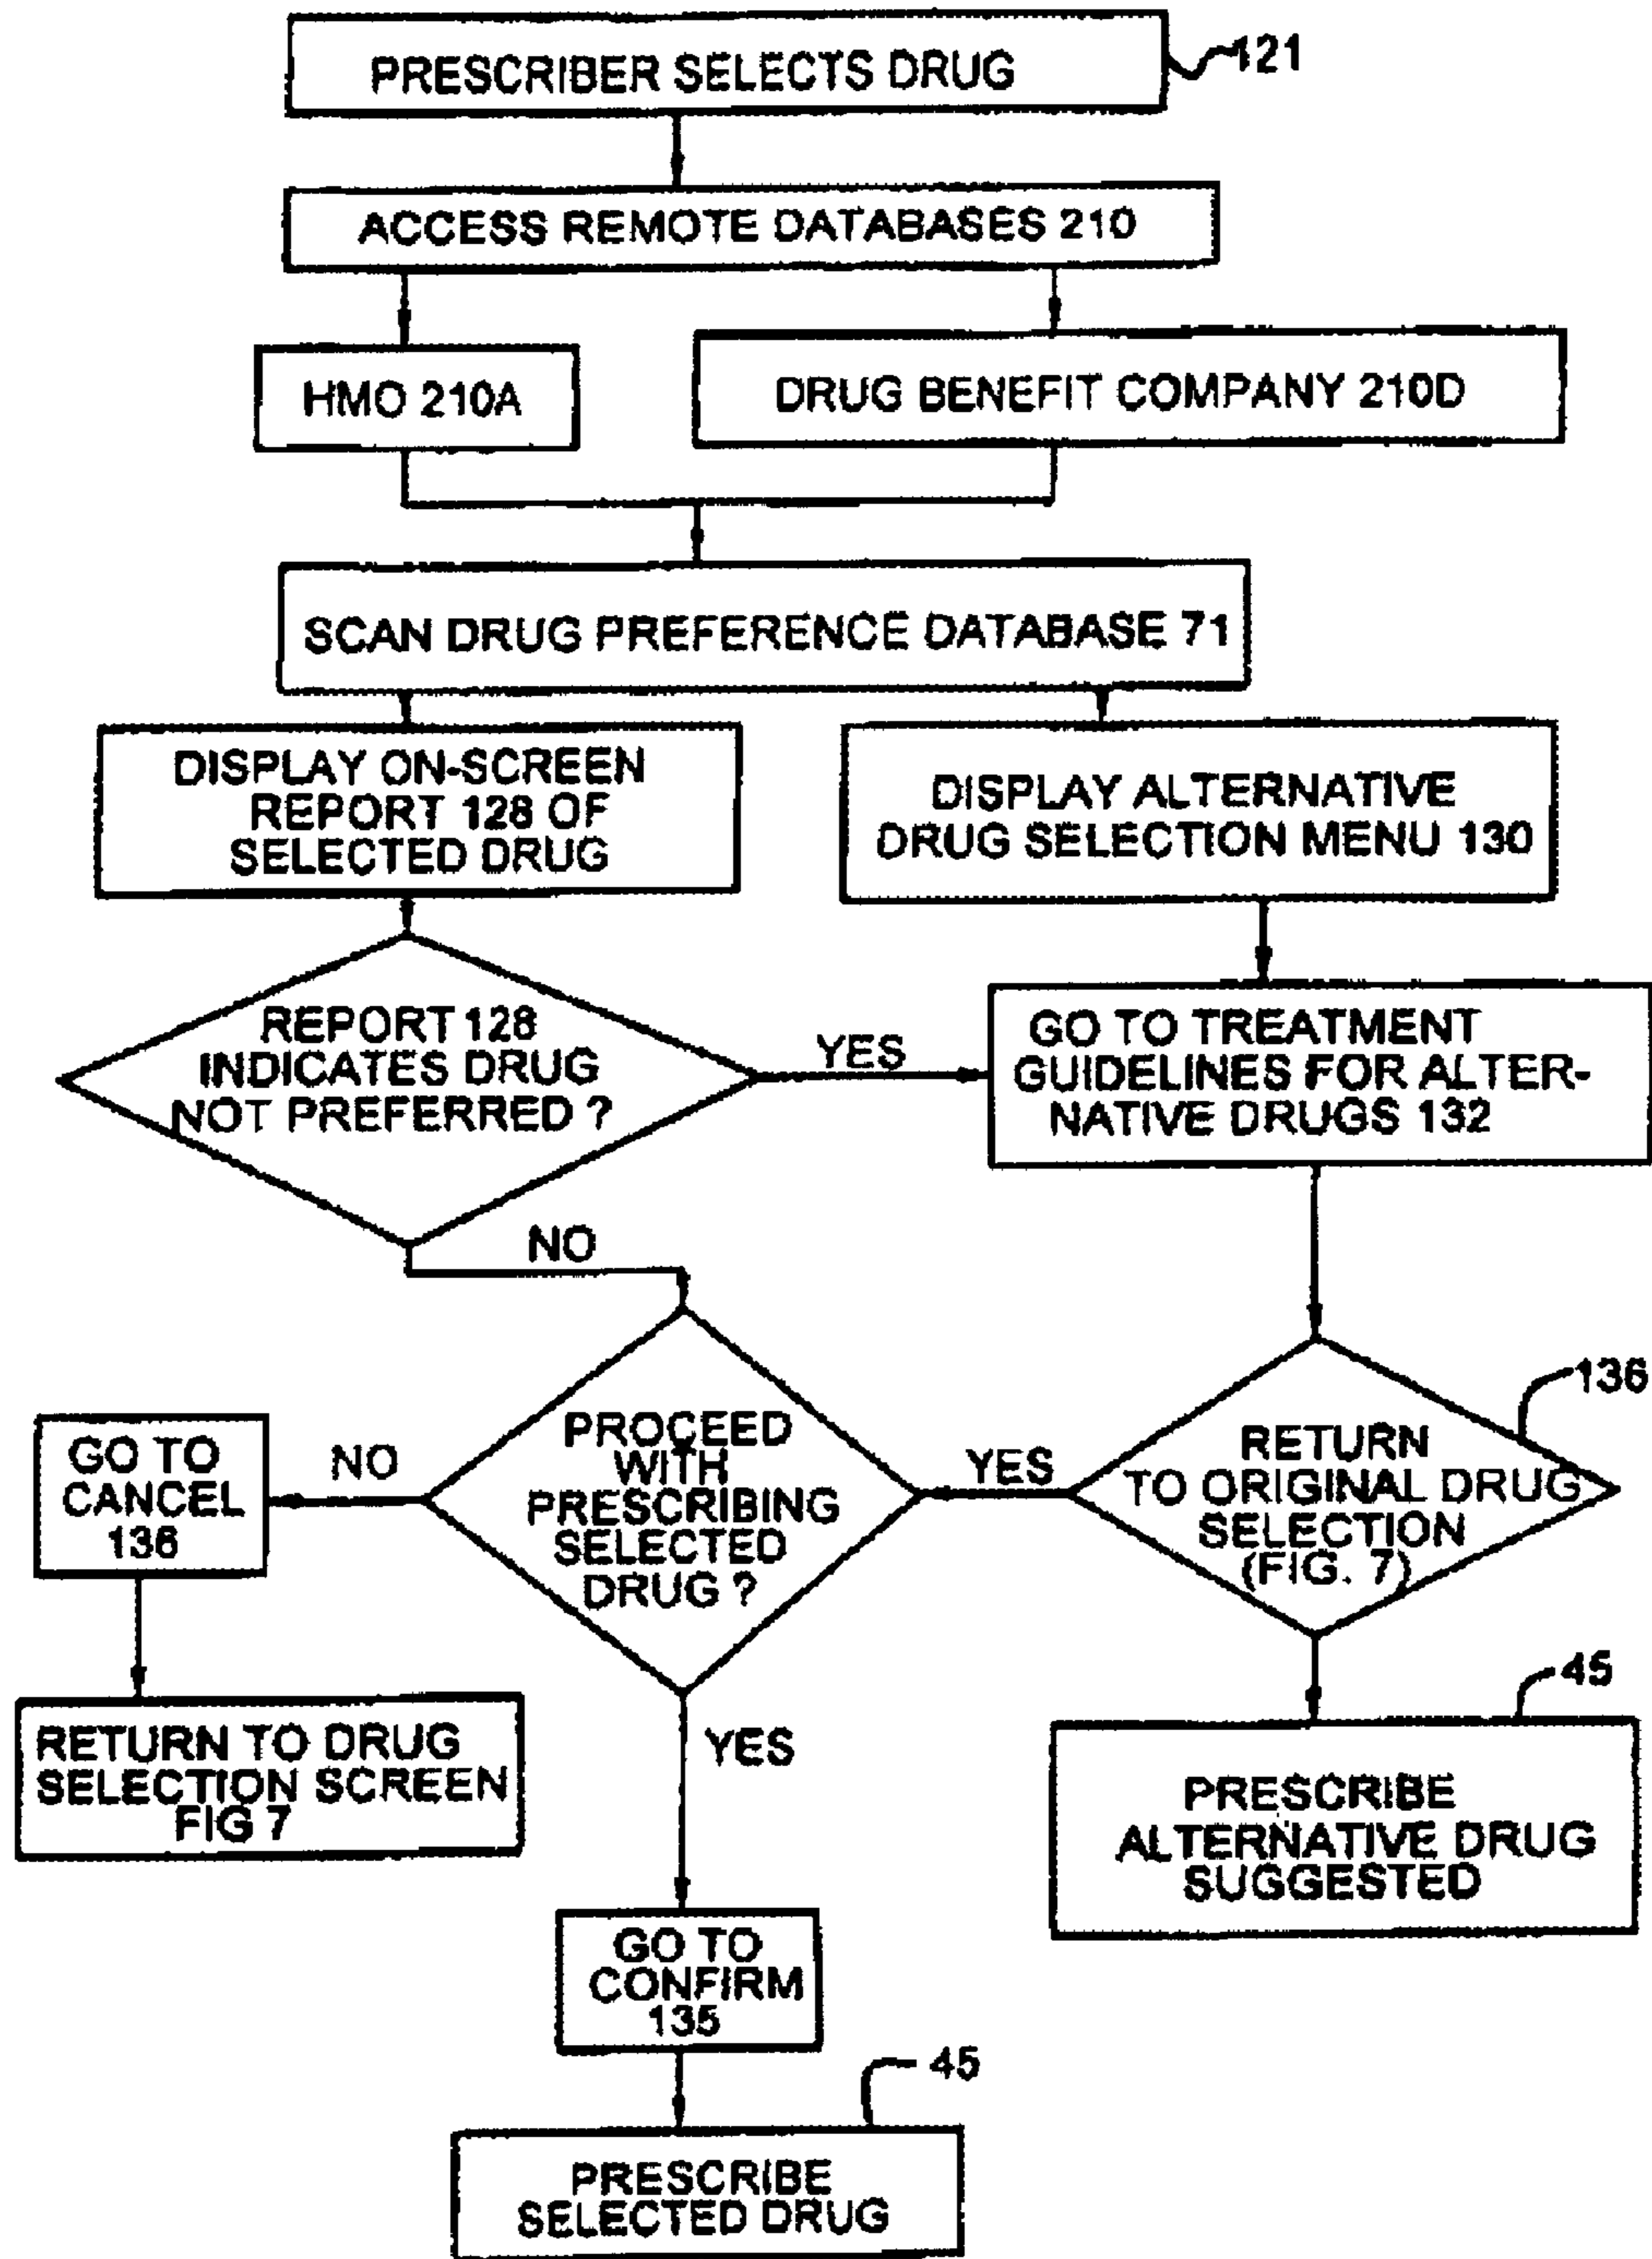 PRESCRIBER SELECTS DRUG
121
ACCESS REMOTE DATABASES 210
HMO 210A
DRUG BENEFIT COMPANY 210D
SCAN DRUG PREFERENCE DATABASE 71
DISPLAY ON-SCREEN
REPORT 128 OF
SELECTED DRUG
DISPLAY ALTERNATIVE
DRUG SELECTION MENU 130
REPORT 128
INDICATES DRUG
NOT PREFERRED ?
YES
GO TO TREATMENT
GUIDELINES FOR ALTER-
NATIVE DRUGS 132
NO
136
RETURN
TO ORIGINAL DRUG
SELECTION
(FIG. 7)
YES
PROCEED
WITH
PRESCRIBING
SELECTED
DRUG ?
NO
GO TO
CANCEL
136
RETURN TO DRUG
SELECTION SCREEN
FIG 7
YES
45
PRESCRIBE
ALTERNATIVE DRUG
SUGGESTED
GO TO
CONFIRM
135
45
PRESCRIBE
SELECTED DRUG